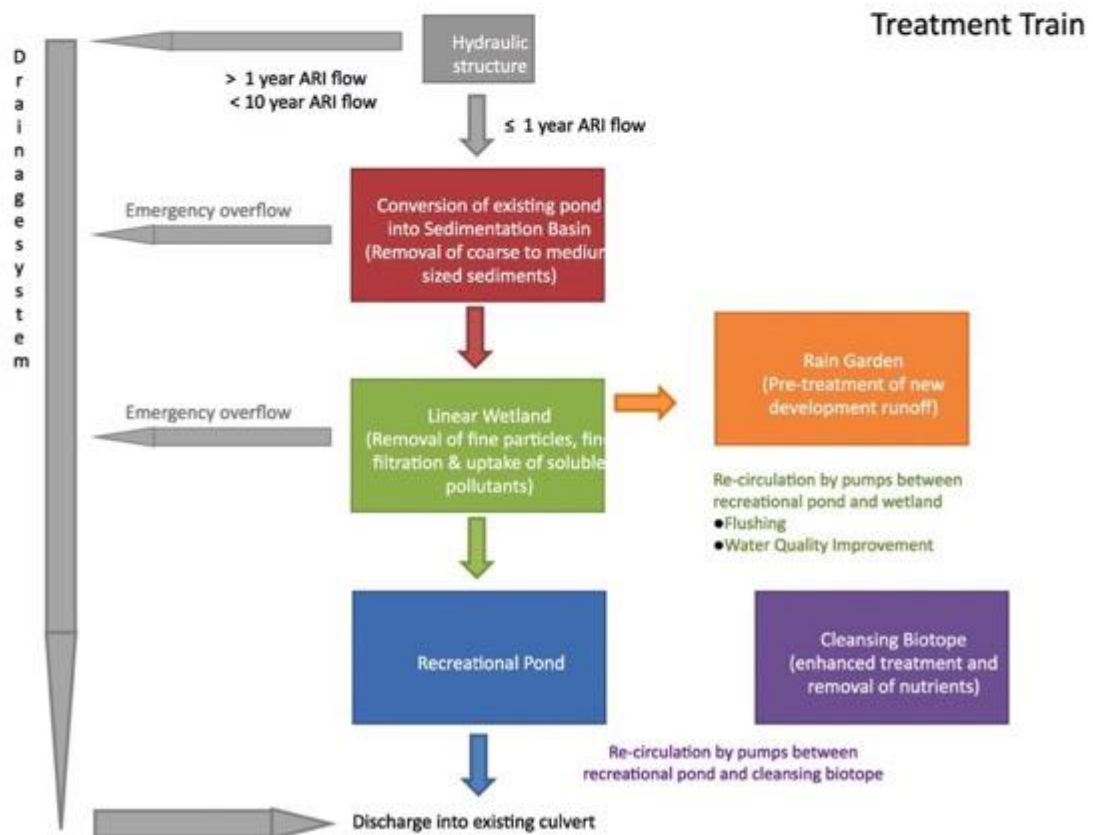 Treatment Train
Drainagesystem
Hydraulic
structure
> 1 year ARI flow
< 10 year ARI flow
≤ 1 year ARI flow
Emergency overflow
Conversion of existing pond
into Sedimentation Basin
(Removal of coarse to medium
sized sediments)
Rain Garden
(Pre-treatment of new
development runoff)
Emergency overflow
Linear Wetland
(Removal of fine particles, fine
filtration & uptake of soluble
pollutants)
Re-circulation by pumps between
recreational pond and wetland
●Flushing
●Water Quality Improvement
Recreational Pond
Cleansing Biotope
(enhanced treatment and
removal of nutrients)
Re-circulation by pumps between
recreational pond and cleansing biotope
Discharge into existing culvert